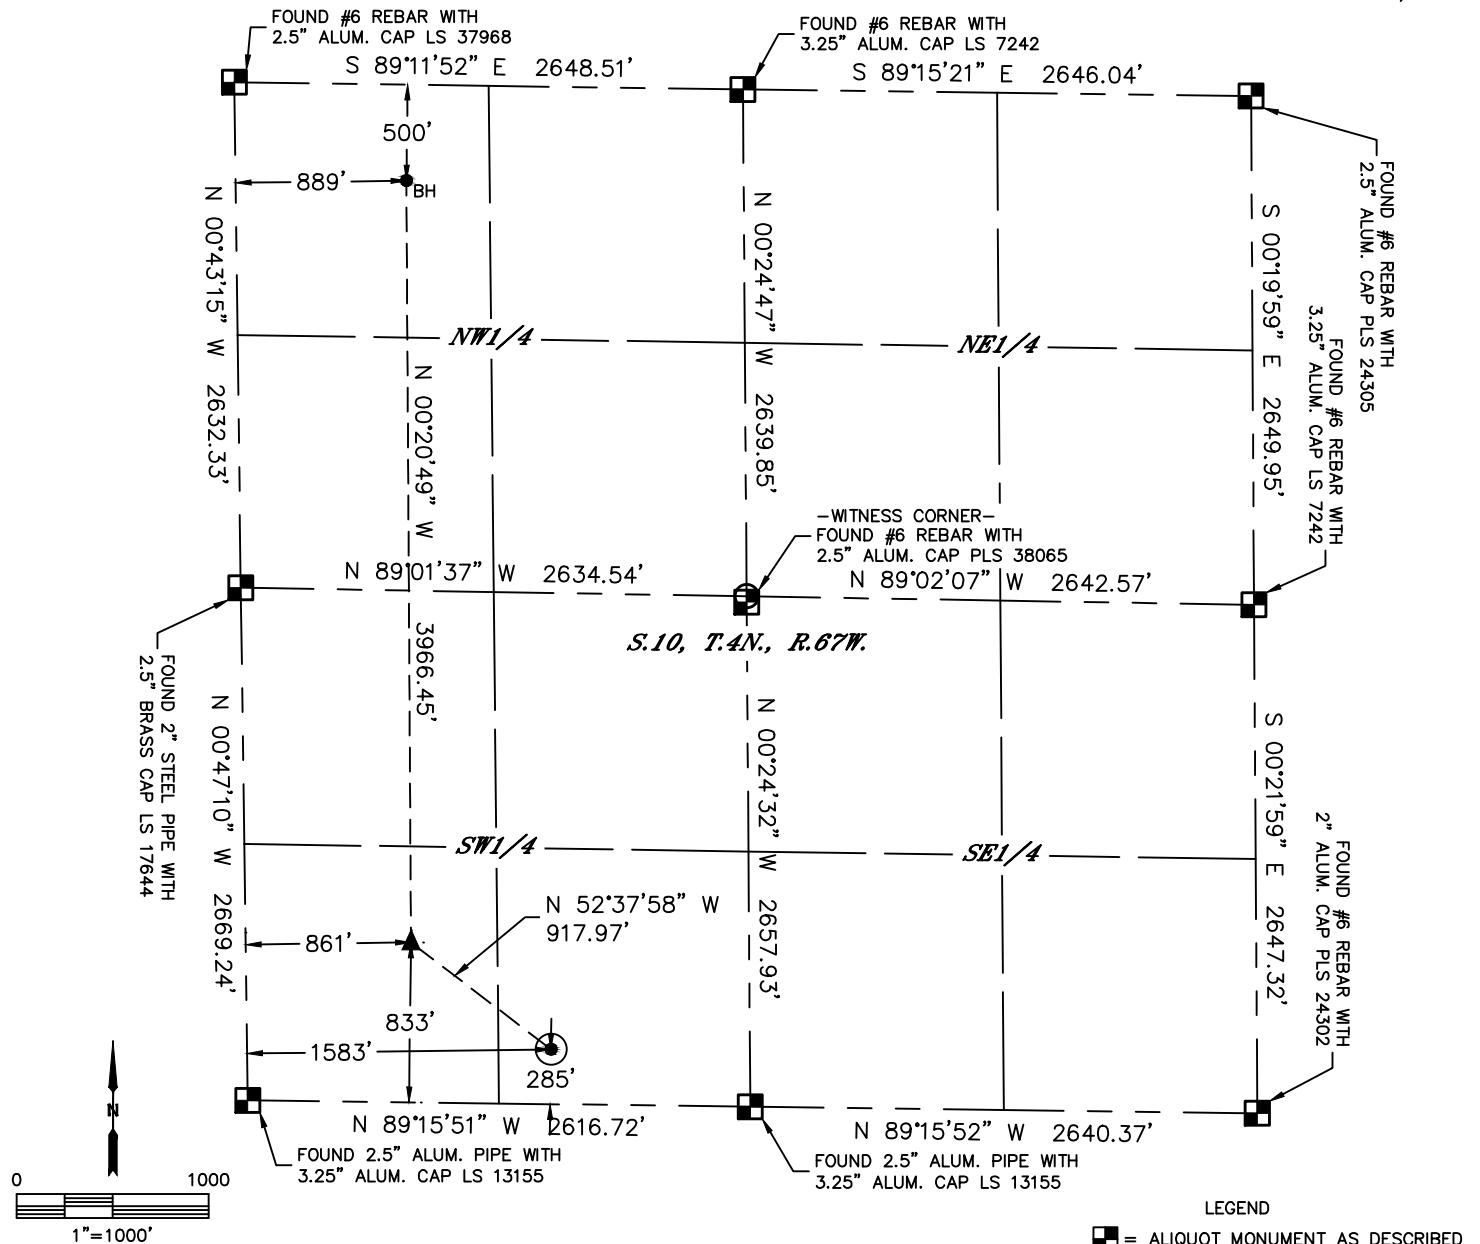 FOUND #6 REBAR WITH
2.5" ALUM. CAP LS 37968
FOUND #6 REBAR WITH
3.25" ALUM. CAP LS 7242
S 89°11'52" E 2648.51'
S 89°15'21" E 2646.04'
500'
889'
BH
FOUND #6 REBAR WITH
2.5" ALUM. CAP PLS 24305
N 00°43'15" W 2632.33'
N 00°24'47" W 2639.85'
S 00°19'59" E 2649.95'
FOUND #6 REBAR WITH
3.25" ALUM. CAP LS 7242
NW1/4
NE1/4
N 00°20'49" W 3966.45'
-WITNESS CORNER-
FOUND #6 REBAR WITH
2.5" ALUM. CAP PLS 38065
N 89°01'37" W 2634.54'
N 89°02'07" W 2642.57'
S.10, T.4N., R.67W.
FOUND 2" STEEL PIPE WITH
2.5" BRASS CAP LS 17644
N 00°47'10" W 2669.24'
N 00°24'32" W 2657.93'
S 00°21'59" E 2647.32'
FOUND #6 REBAR WITH
2" ALUM. CAP PLS 24302
SW1/4
SE1/4
N 52°37'58" W
917.97'
861'
833'
1583'
285'
N 89°15'51" W 2616.72'
N 89°15'52" W 2640.37'
FOUND 2.5" ALUM. PIPE WITH
3.25" ALUM. CAP LS 13155
FOUND 2.5" ALUM. PIPE WITH
3.25" ALUM. CAP LS 13155
N
0 1000
1"=1000'
LEGEND
= ALIQUOT MONUMENT AS DESCRIBED